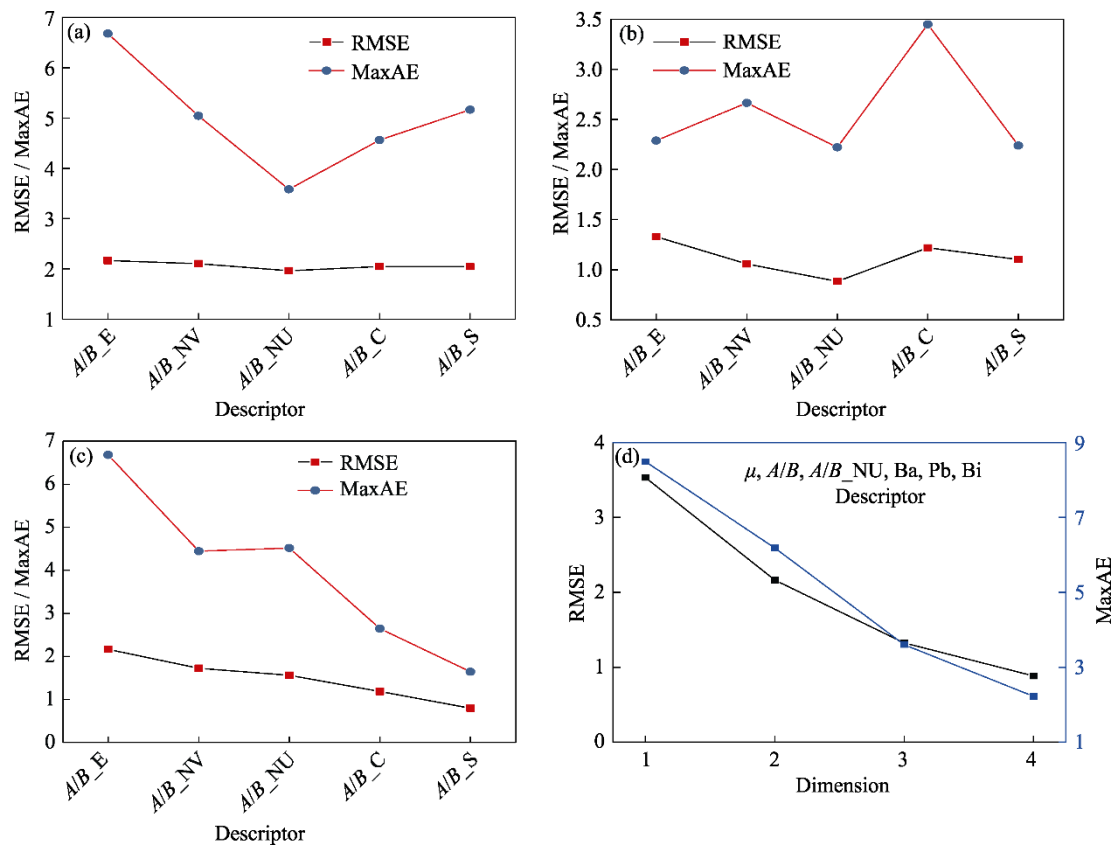 (a)
RMSE
MaxAE
RMSE / MaxAE
7
6
5
4
3
2
1
A/B_E
A/B_NV
A/B_NU
A/B_C
A/B_S
Descriptor
(b)
RMSE
MaxAE
RMSE / MaxAE
3.5
3.0
2.5
2.0
1.5
1.0
0.5
A/B_E
A/B_NV
A/B_NU
A/B_C
A/B_S
Descriptor
(c)
RMSE
MaxAE
RMSE / MaxAE
7
6
5
4
3
2
1
0
A/B_E
A/B_NV
A/B_NU
A/B_C
A/B_S
Descriptor
(d)
μ, A/B, A/B_NU, Ba, Pb, Bi
Descriptor
RMSE
4
3
2
1
0
MaxAE
9
7
5
3
1
1 2 3 4
Dimension